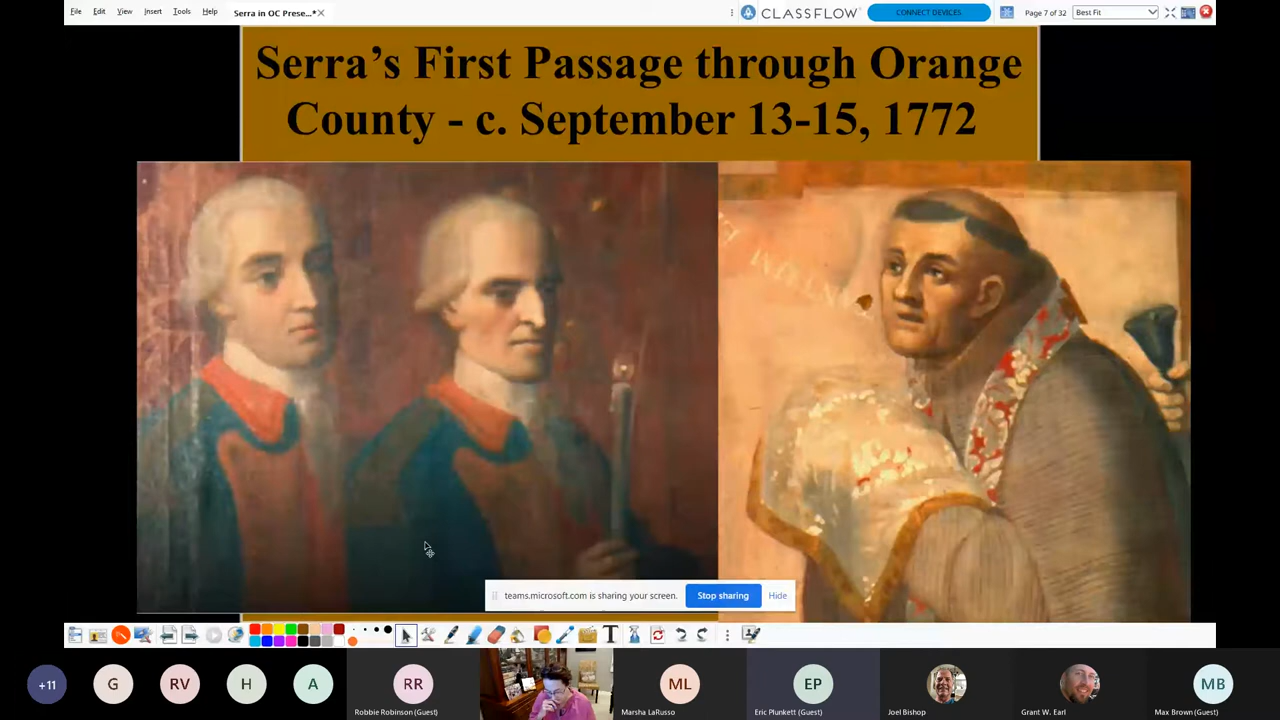 File Edit View Insert Tools Help Serra in OC Prese...* CLASSFLOW CONNECT DEVICES Page 7 of 32 Best Fit
Serra's First Passage through Orange
County - c. September 13-15, 1772
teams.microsoft.com is sharing your screen. Stop sharing Hide
T
+11 G RV H A RR ML EP MB
Robbie Robinson (Guest) Marsha LaRusso Eric Plunkett (Guest) Joel Bishop Grant W. Earl Max Brown (Guest)